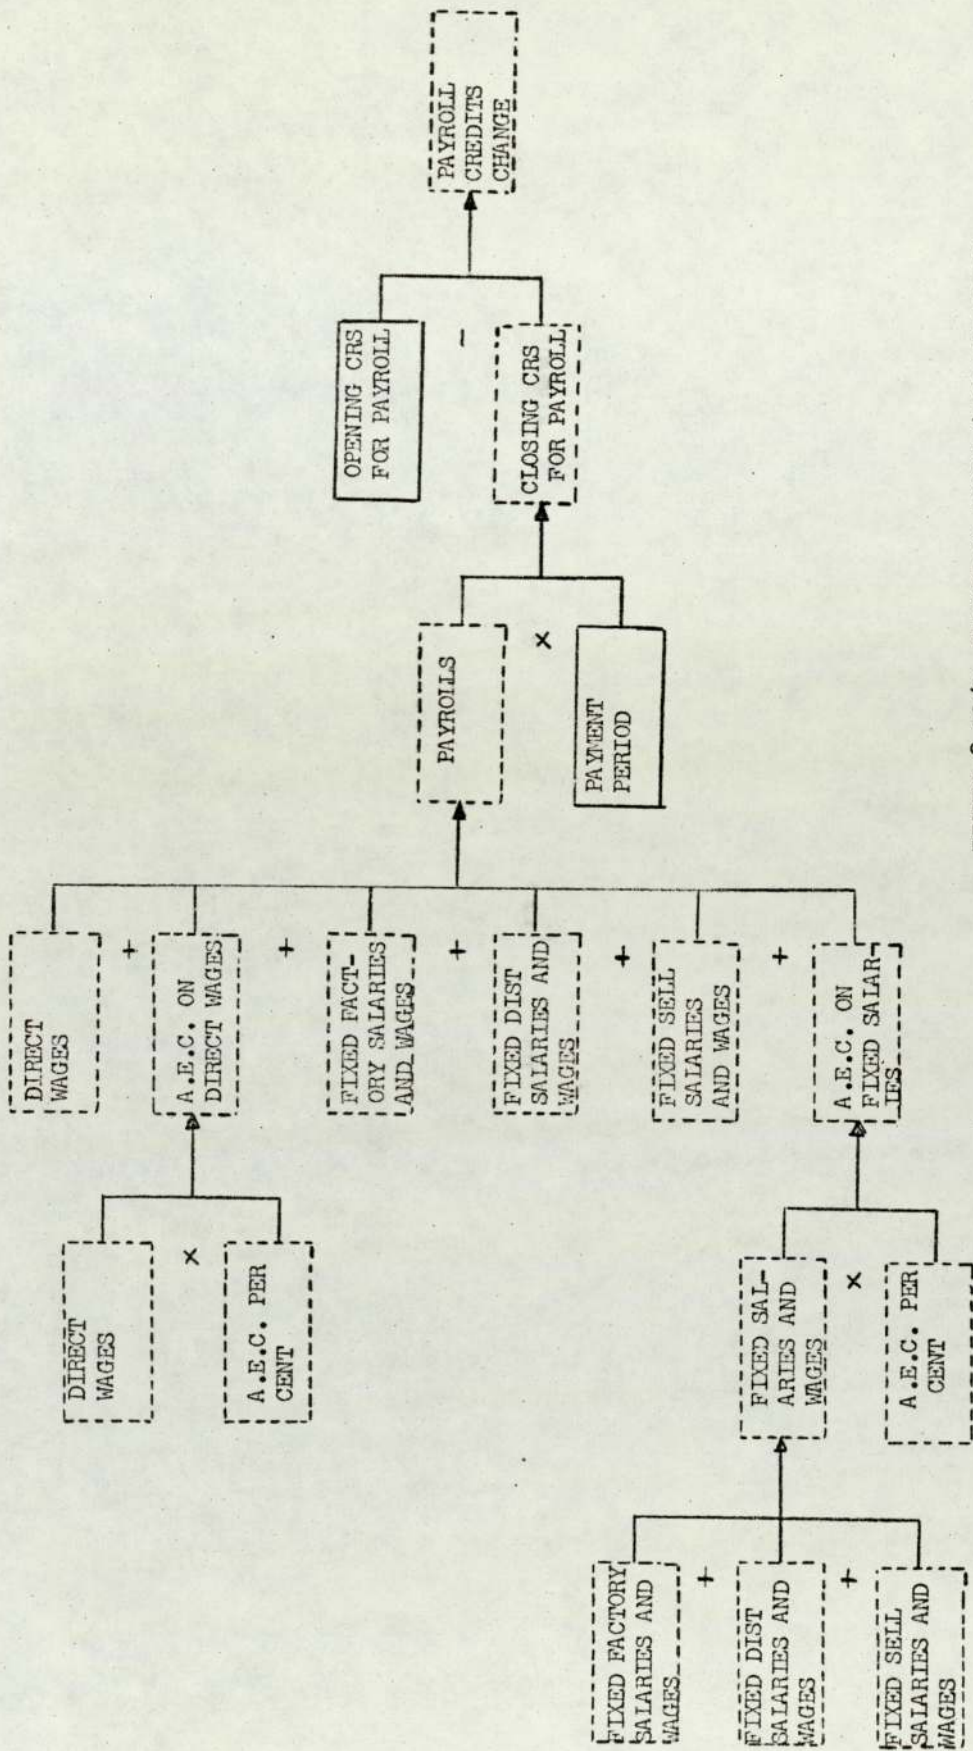 FIXED FACTORY
SALARIES AND
WAGES
+
FIXED DIST
SALARIES AND
WAGES
+
FIXED SELL
SALARIES AND
WAGES
DIRECT
WAGES
×
A.E.C. PER
CENT
FIXED SAL-
ARIES AND
WAGES
×
A.E.C. PER
CENT
DIRECT
WAGES
+
A.E.C. ON
DIRECT WAGES
+
FIXED FACT-
ORY SALARIES
AND WAGES
+
FIXED DIST
SALARIES AND
WAGES
+
FIXED SELL
SALARIES
AND WAGES
+
A.E.C. ON
FIXED SALAR-
IES
PAYROLLS
×
PAYMENT
PERIOD
OPENING CRS
FOR PAYROLL
-
CLOSING CRS
FOR PAYROLL
PAYROLL
CREDITS
CHANGE